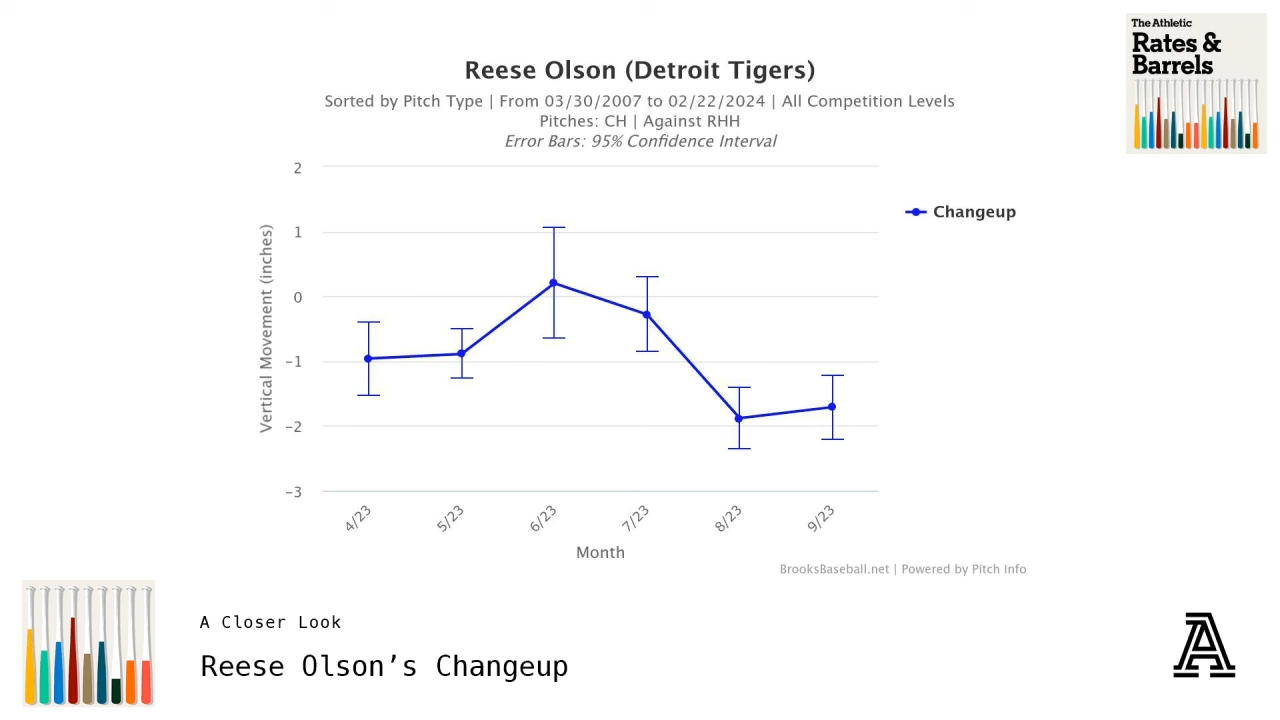 The Athletic
Rates &
Barrels
Reese Olson (Detroit Tigers)
Sorted by Pitch Type | From 03/30/2007 to 02/22/2024 | All Competition Levels
Pitches: CH | Against RHH
Error Bars: 95% Confidence Interval
Vertical Movement (inches)
2
1
0
−1
−2
−3
Changeup
4/23
5/23
6/23
7/23
8/23
9/23
Month
BrooksBaseball.net | Powered by Pitch Info
A Closer Look
Reese Olson’s Changeup
A